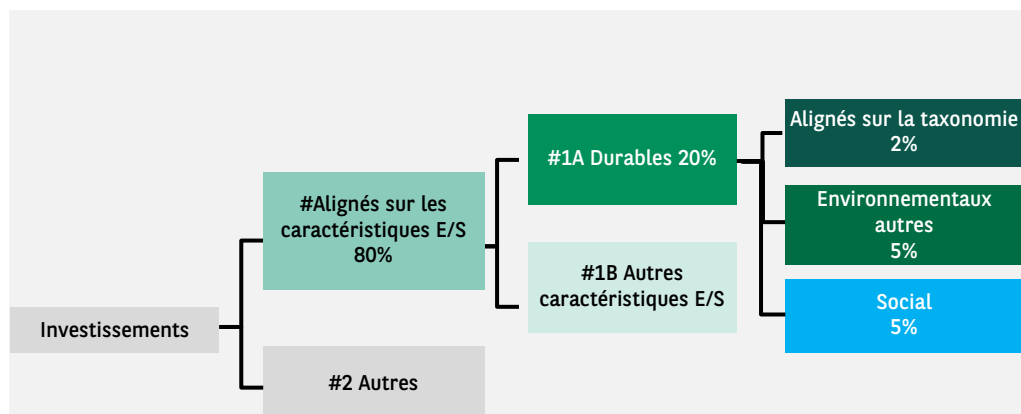 Investissements
#Alignés sur les
caractéristiques E/S
80%
#2 Autres
#1A Durables 20%
#1B Autres
caractéristiques E/S
Alignés sur la taxonomie
2%
Environnementaux
autres
5%
Social
5%